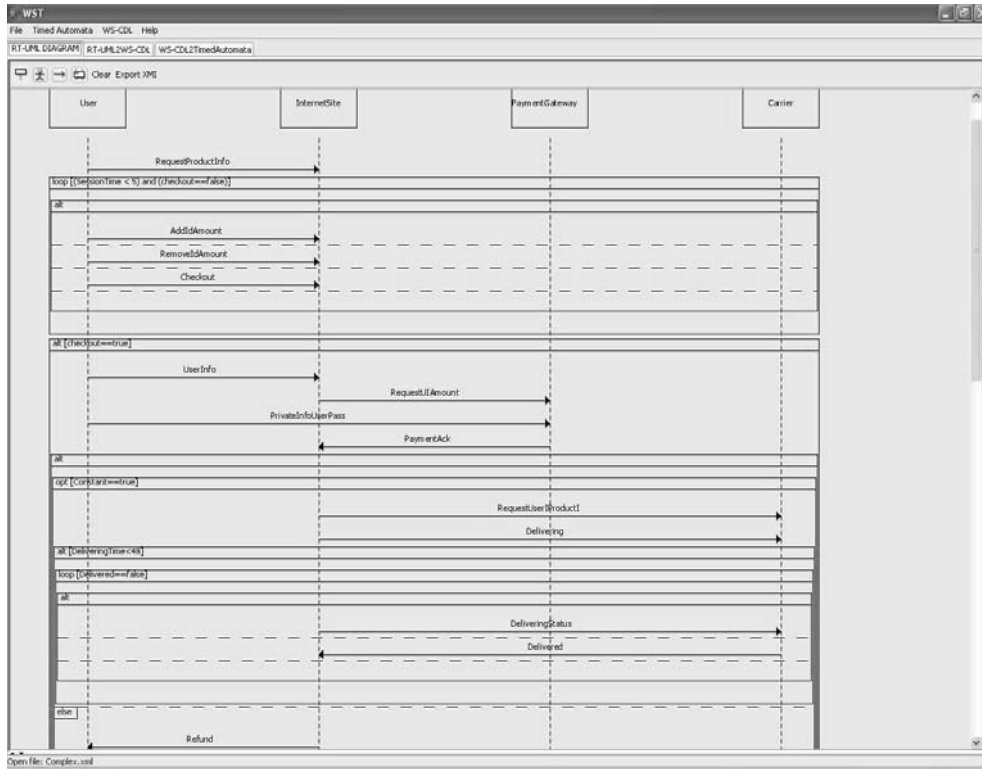 WST
File Timed Automata WS-CDL Help
RT-UML DIAGRAM RT-UML2WS-CDL WS-CDL2TimedAutomata
Clear Export XMI
User InternetSite PaymentGateway Carrier
RequestProductInfo
loop [(SessionTime < 5) and (checkout==false)]
alt
AddIdAmount
RemoveIdAmount
Checkout
alt [checkout==true]
UserInfo
RequestUIAmount
PrivateInfoUserPass
PaymentAck
alt
opt [Constant==true]
RequestUserIProductI
Delivering
alt [DeliveringTime<48]
loop [Delivered==false]
alt
DeliveringStatus
Delivered
else
Refund
Open file: Complex.xml